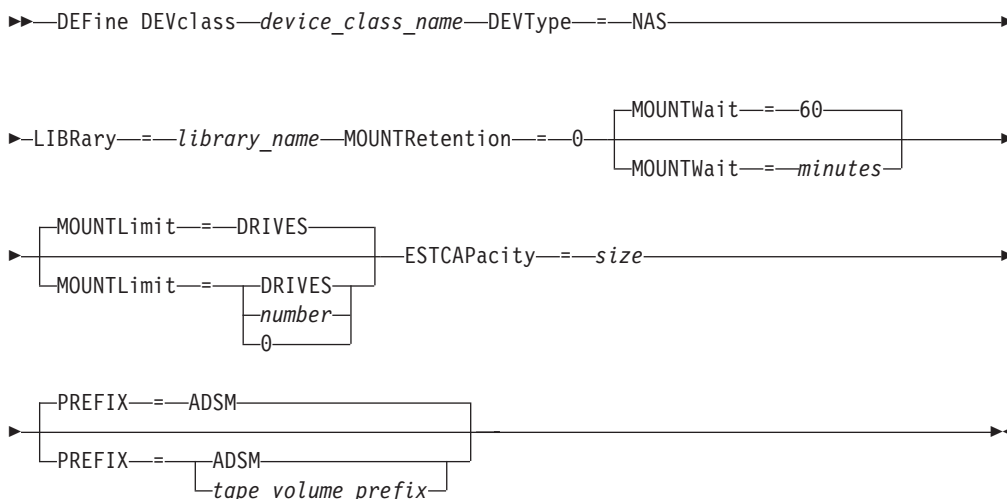 DEFine DEVclass device_class_name DEVType = NAS
MOUNTWait = 60
LIBRary = library_name MOUNTRetention = 0
MOUNTWait = minutes
MOUNTLimit = DRIVES
ESTCAPacity = size
MOUNTLimit = DRIVES
number
0
PREFIX = ADSM
PREFIX = ADSM
tape_volume_prefix